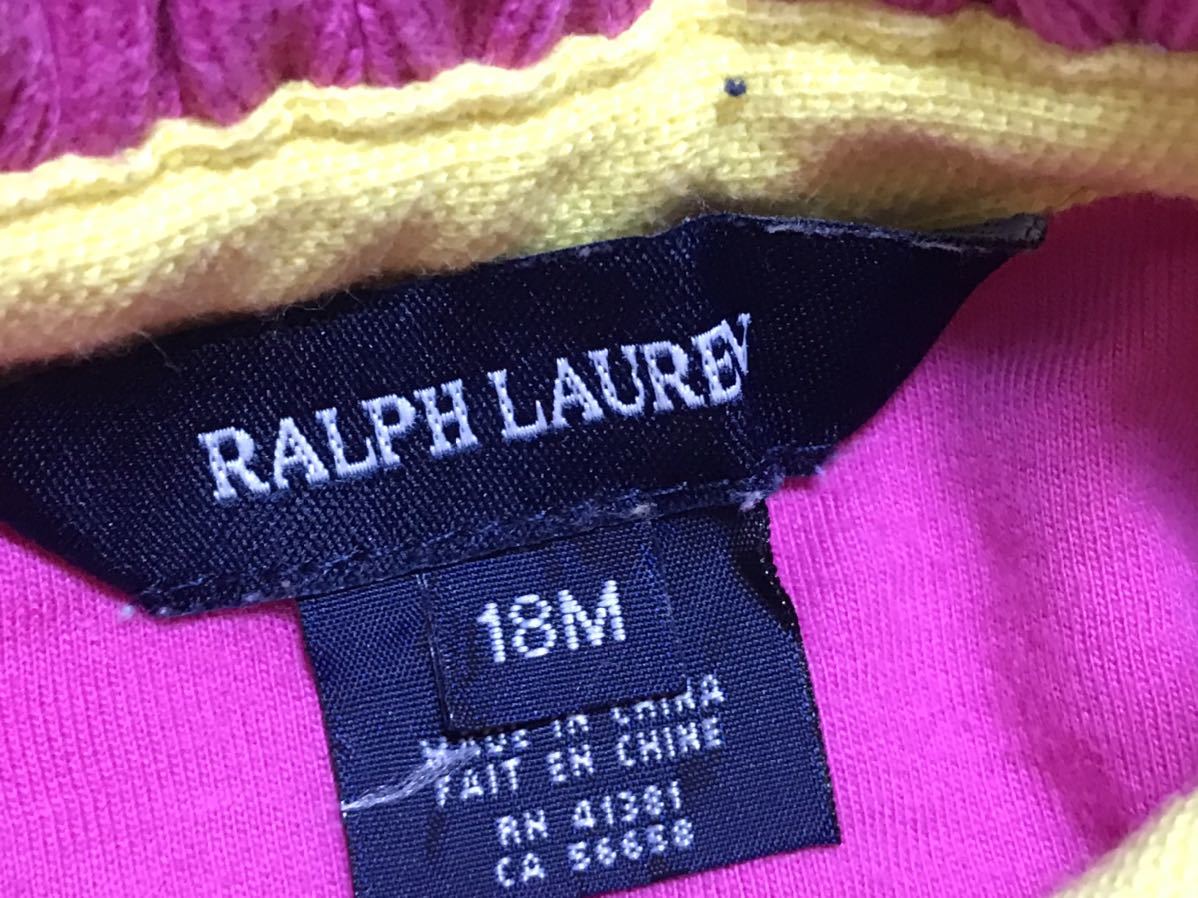 RALPH LAUREN
18M
MADE IN CHINA
FAIT EN CHINE
RN 41381
CA 56658